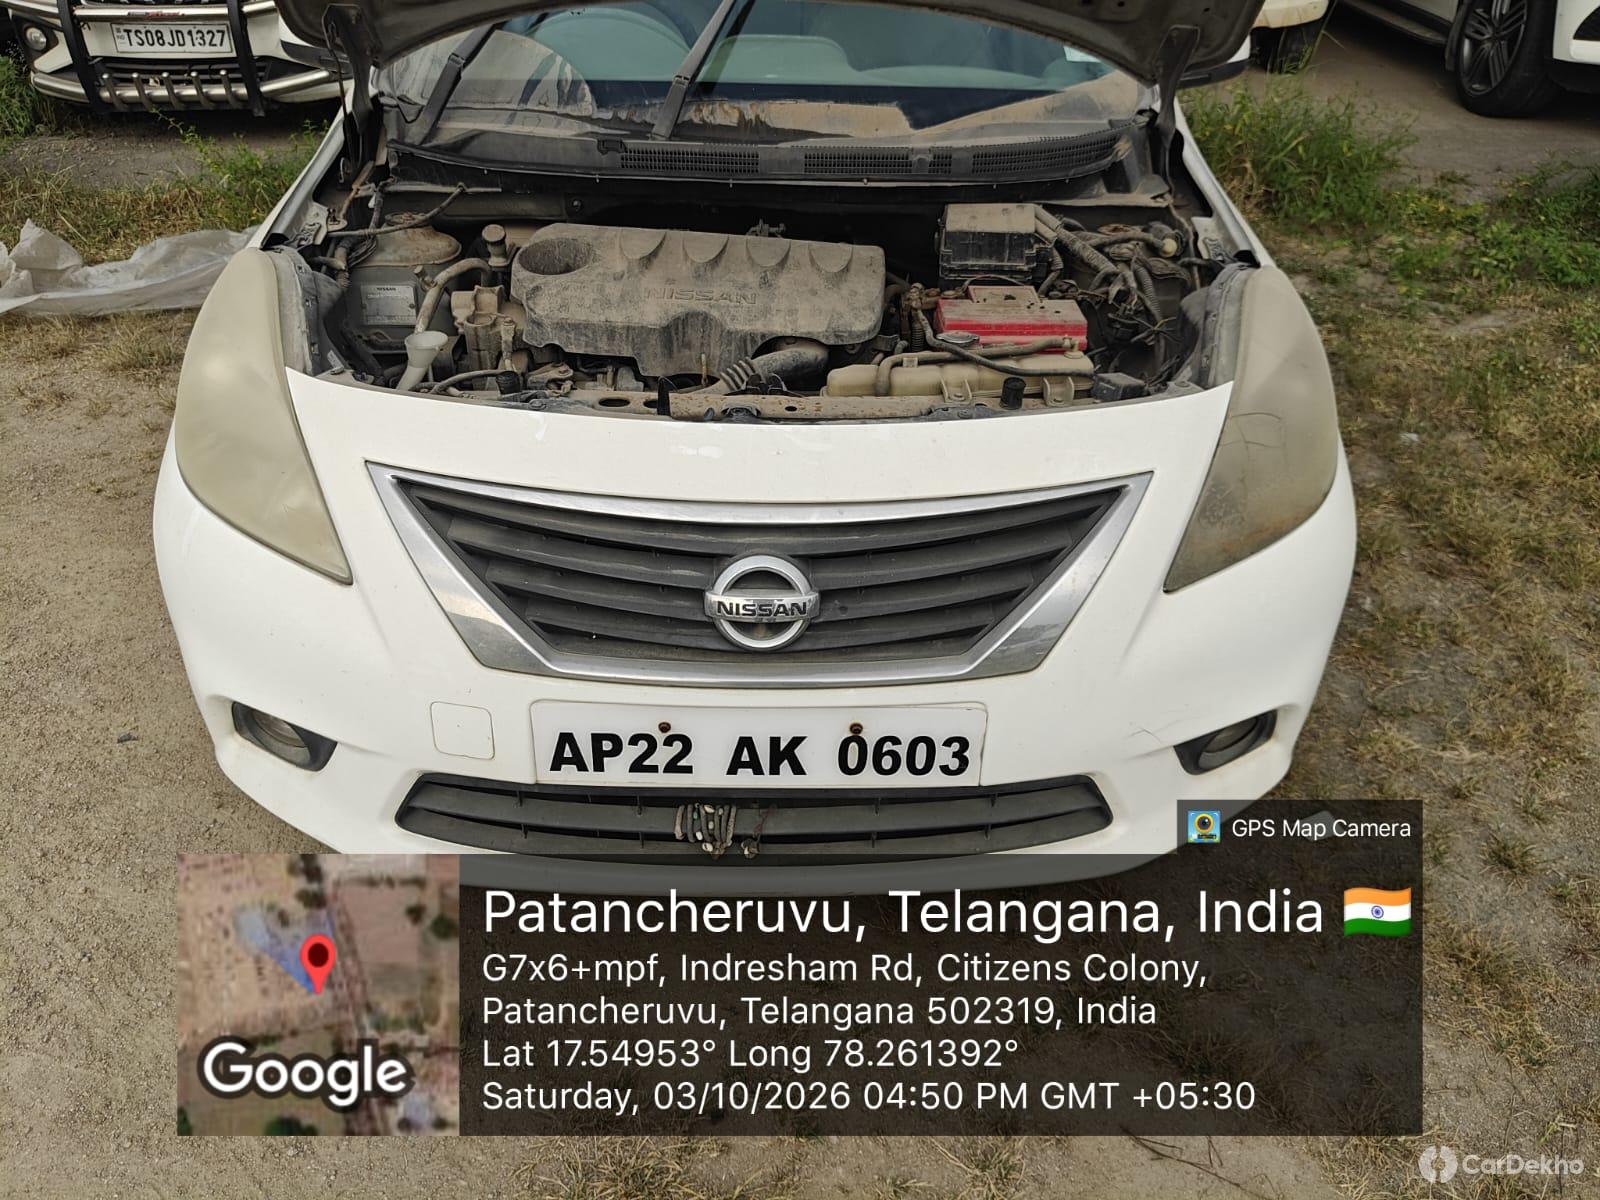 TS08JD1327
NISSAN
NISSAN
NISSAN
AP22 AK 0603
GPS Map Camera
Patancheruvu, Telangana, India
G7x6+mpf, Indresham Rd, Citizens Colony,
Patancheruvu, Telangana 502319, India
Lat 17.54953° Long 78.261392°
Saturday, 03/10/2026 04:50 PM GMT +05:30
Google
CarDekho